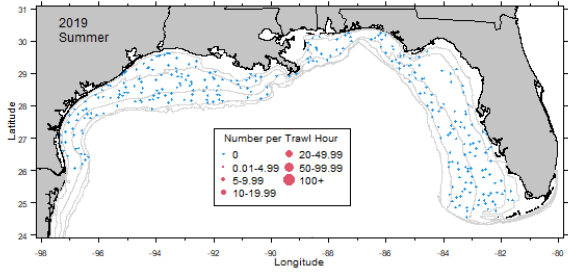 31
30
29
28
27
26
25
24
Latitude
2019
Summer
Number per Trawl Hour
0 20-49.99
0.01-4.99 50-99.99
5-9.99 100+
10-19.99
-98 -96 -94 -92 -90 -88 -86 -84 -82 -80
Longitude